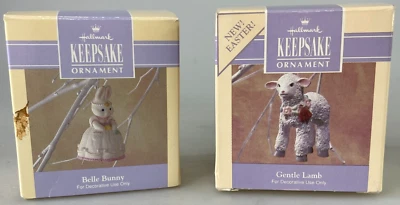 Hallmark
KEEPSAKE
ORNAMENT
Belle Bunny
For Decorative Use Only
NEW!
EASTER!
Hallmark
KEEPSAKE
ORNAMENT
Gentle Lamb
For Decorative Use Only